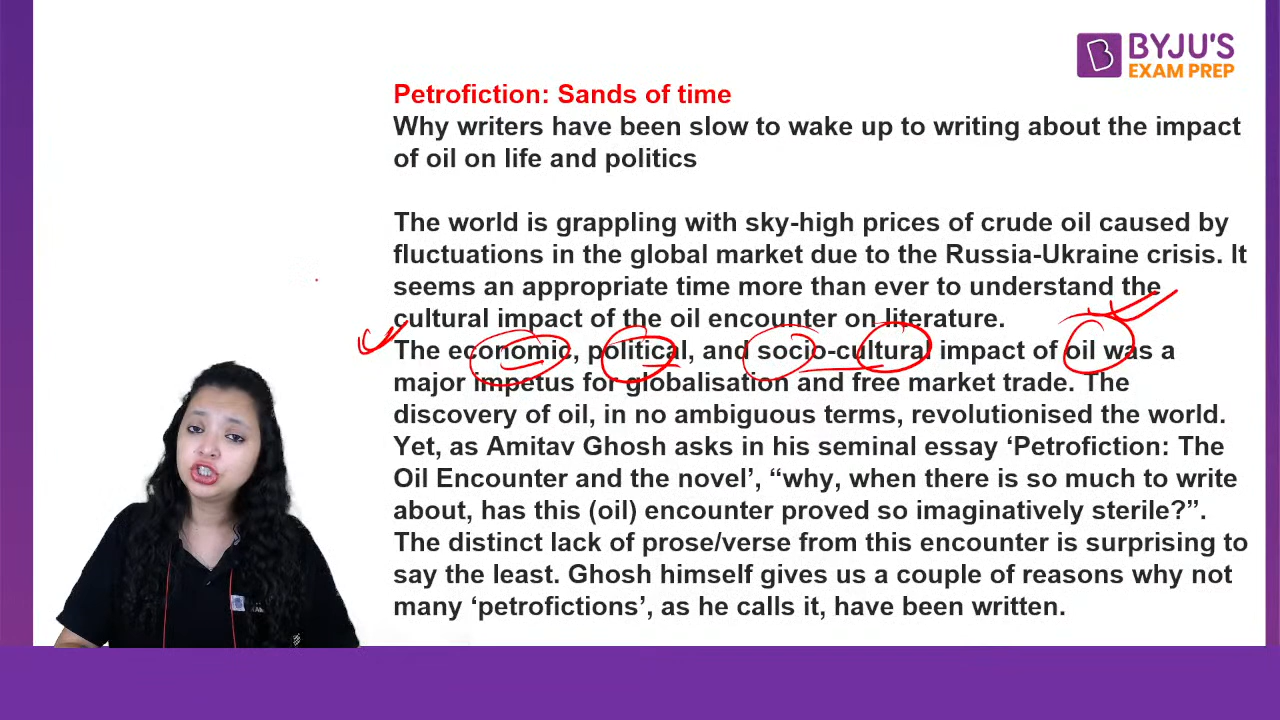 BYJU'S
EXAM PREP
Petrofiction: Sands of time
Why writers have been slow to wake up to writing about the impact
of oil on life and politics
The world is grappling with sky-high prices of crude oil caused by
fluctuations in the global market due to the Russia-Ukraine crisis. It
seems an appropriate time more than ever to understand the
cultural impact of the oil encounter on literature.
The economic, political, and socio-cultural impact of oil was a
major impetus for globalisation and free market trade. The
discovery of oil, in no ambiguous terms, revolutionised the world.
Yet, as Amitav Ghosh asks in his seminal essay ‘Petrofiction: The
Oil Encounter and the novel’, “why, when there is so much to write
about, has this (oil) encounter proved so imaginatively sterile?”.
The distinct lack of prose/verse from this encounter is surprising to
say the least. Ghosh himself gives us a couple of reasons why not
many ‘petrofictions’, as he calls it, have been written.